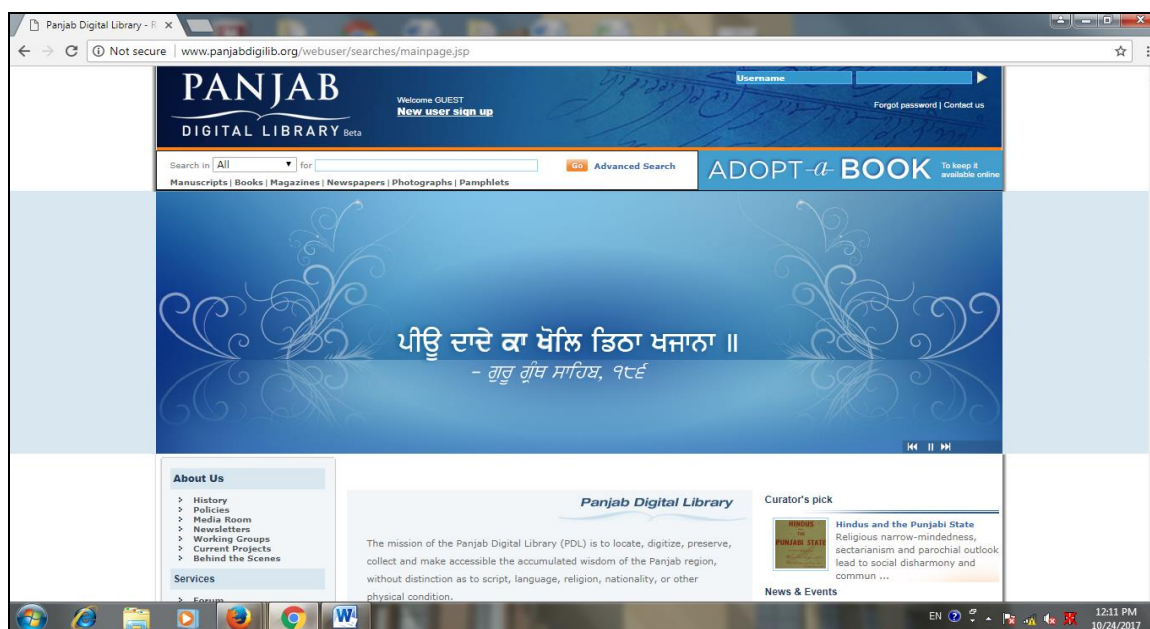 Panjab Digital Library - R
Not secure | www.panjabdigilib.org/webuser/searches/mainpage.jsp
PANJAB
DIGITAL LIBRARY Beta
Welcome GUEST
New user sign up
Username
Forgot password | Contact us
Search in All for Go Advanced Search
Manuscripts | Books | Magazines | Newspapers | Photographs | Pamphlets
ADOPT-a-BOOK To keep it
available online
ਪੀਊ ਦਾਦੇ ਕਾ ਖੋਲਿ ਡਿਠਾ ਖਜਾਨਾ ॥
– ਗੁਰੂ ਗ੍ਰੰਥ ਸਾਹਿਬ, ੧੮੬
About Us
History
Policies
Media Room
Newsletters
Working Groups
Current Projects
Behind the Scenes
Services
Forum
Panjab Digital Library
The mission of the Panjab Digital Library (PDL) is to locate, digitize, preserve,
collect and make accessible the accumulated wisdom of the Panjab region,
without distinction as to script, language, religion, nationality, or other
physical condition.
Curator's pick
HINDUS
THE
PUNJABI STATE
Hindus and the Punjabi State
Religious narrow-mindedness,
sectarianism and parochial outlook
lead to social disharmony and
commun ...
News & Events
EN
12:11 PM
10/24/2017